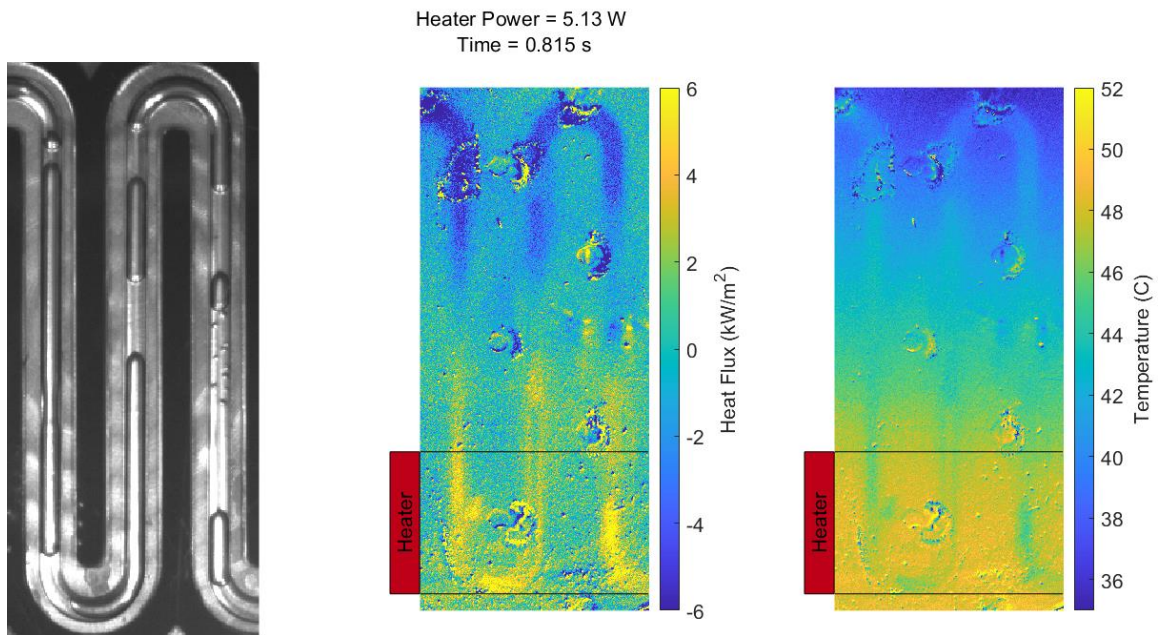 Heater Power = 5.13 W
Time = 0.815 s
6
4
2
0
-2
-4
-6
Heat Flux (kW/m²)
Heater
52
50
48
46
44
42
40
38
36
Temperature (C)
Heater